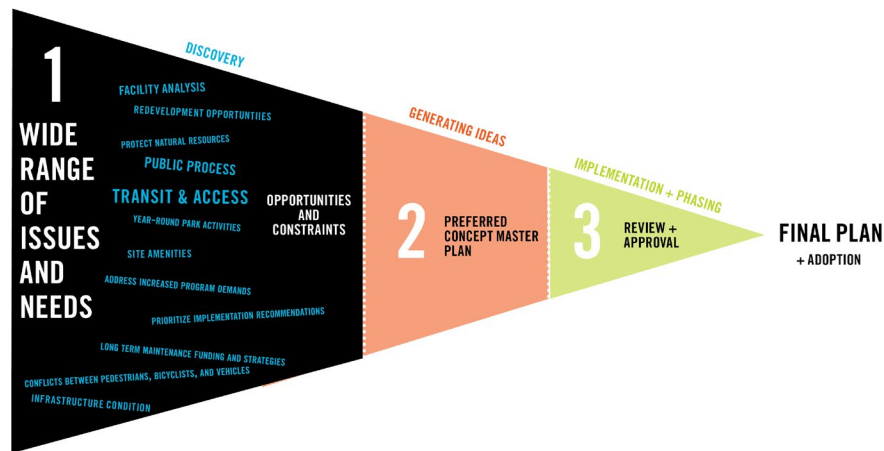 DISCOVERY
1
WIDE
RANGE
OF
ISSUES
AND
NEEDS
FACILITY ANALYSIS
REDEVELOPMENT OPPORTUNTIIES
PROTECT NATURAL RESOURCES
PUBLIC PROCESS
TRANSIT & ACCESS
YEAR-ROUND PARK ACTIVITIES
SITE AMENITIES
ADDRESS INCREASED PROGRAM DEMANDS
PRIORITIZE IMPLEMENTATION RECOMMENDATIONS
LONG TERM MAINTENANCE FUNDING AND STRATEGIES
CONFLICTS BETWEEN PEDESTRIANS, BICYCLISTS, AND VEHICLES
INFRASTRUCTURE CONDITION
OPPORTUNITIES
AND
CONSTRAINTS
GENERATING IDEAS
2
PREFERRED
CONCEPT MASTER
PLAN
IMPLEMENTATION + PHASING
3
REVIEW +
APPROVAL
FINAL PLAN
+ ADOPTION